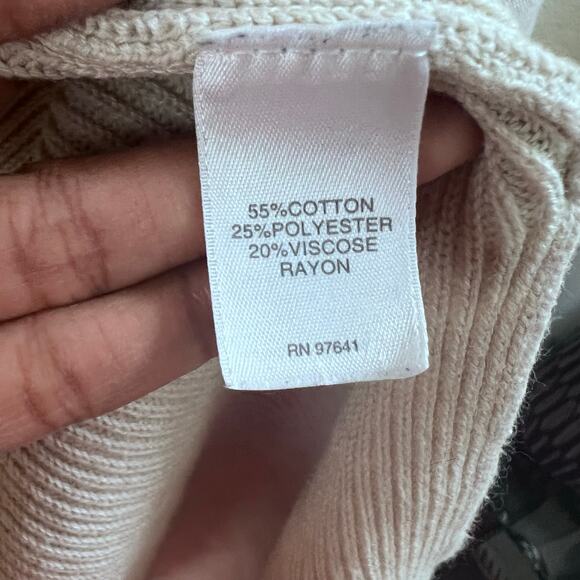 55%COTTON
25%POLYESTER
20%VISCOSE
RAYON
RN 97641